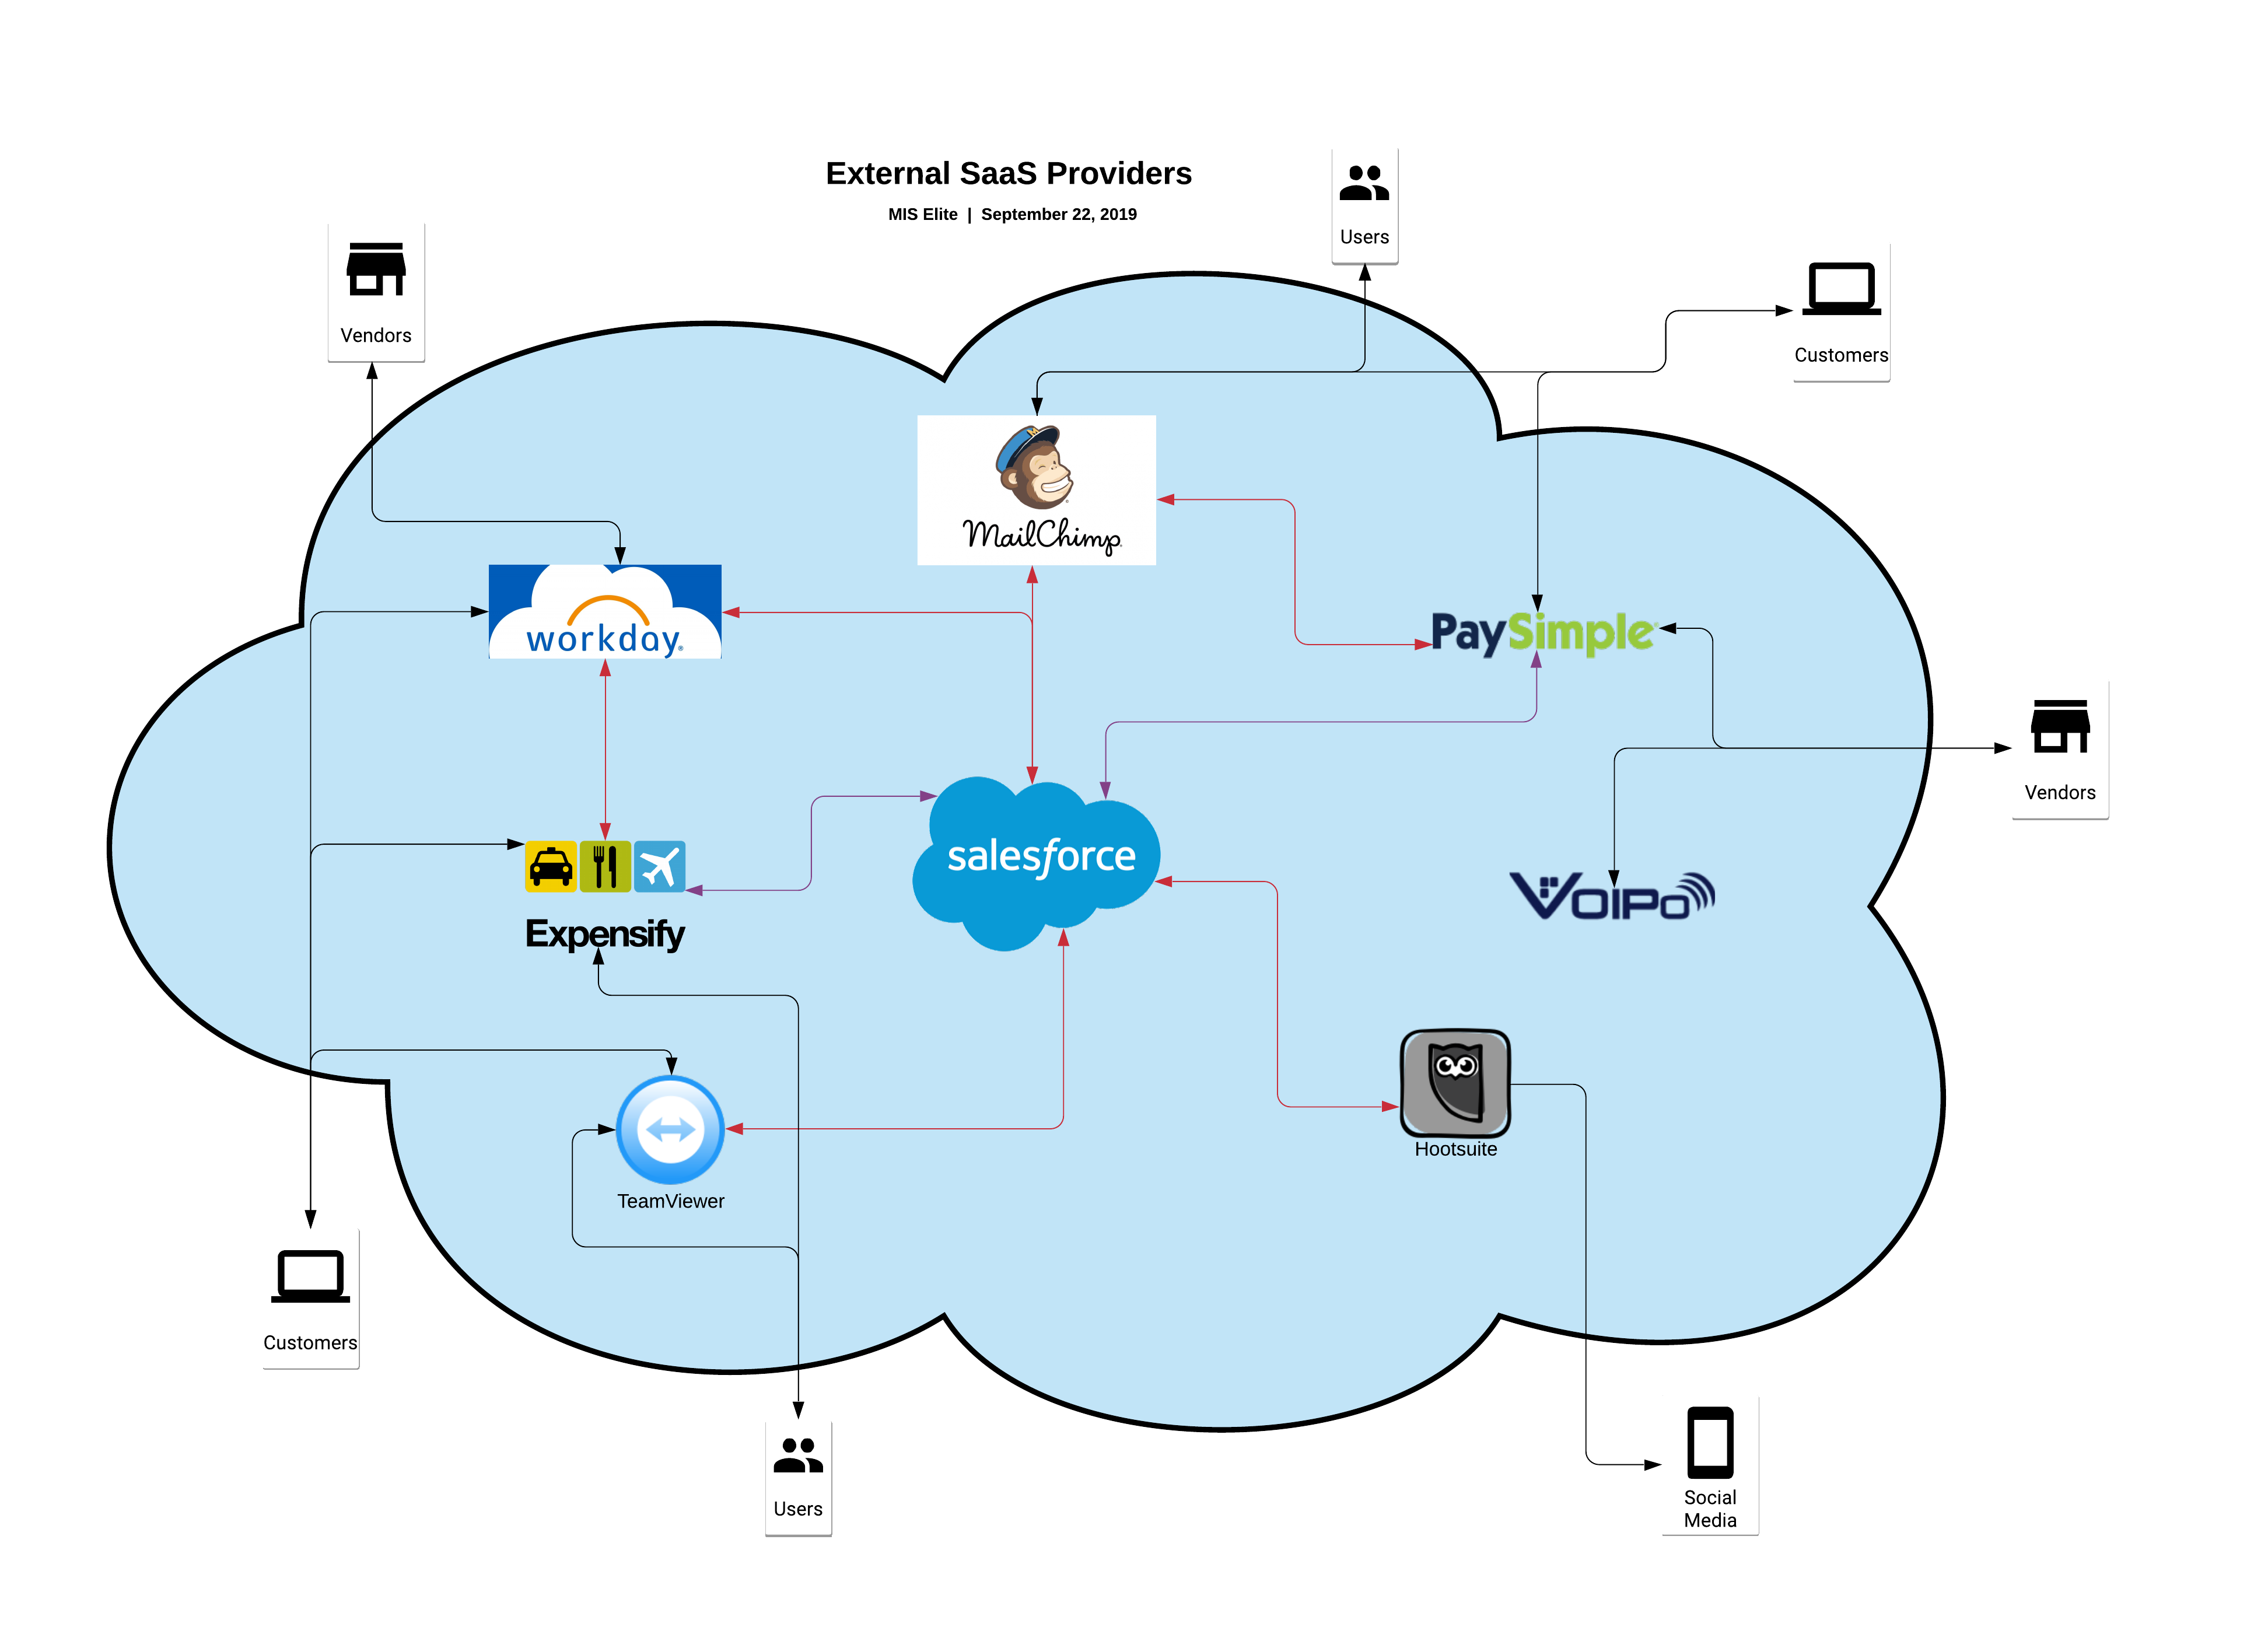 External SaaS Providers
MIS Elite | September 22, 2019
Users
Vendors
Customers
MailChimp
workday®
PaySimple
Vendors
salesforce
VOIPo
Expensify
Hootsuite
TeamViewer
Customers
Users
Social
Media